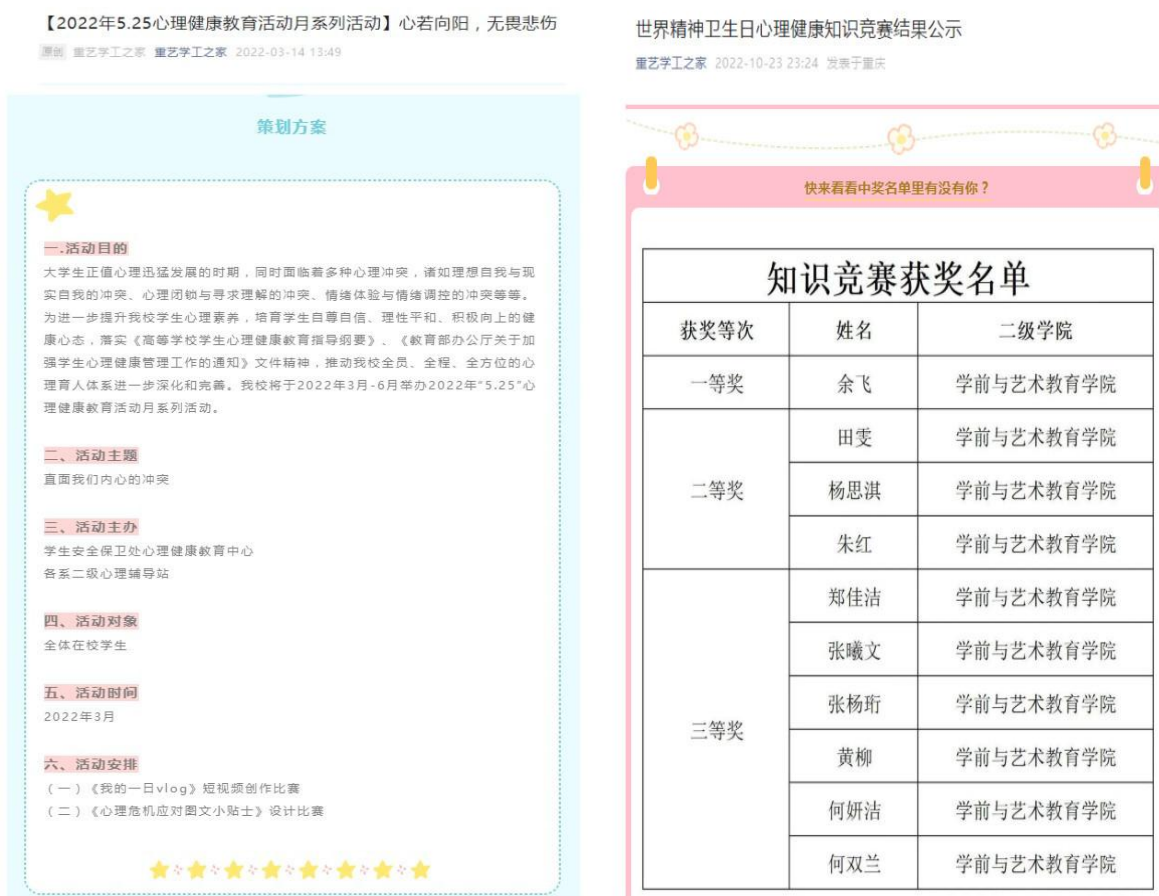 【2022年5.25心理健康教育活动月系列活动】心若向阳，无畏悲伤
原创 重艺学工之家 重艺学工之家 2022-03-14 13:49
策划方案
一.活动目的
大学生正值心理迅猛发展的时期，同时面临着多种心理冲突，诸如理想自我与现
实自我的冲突、心理闭锁与寻求理解的冲突、情绪体验与情绪调控的冲突等等。
为进一步提升我校学生心理素养，培育学生自尊自信、理性平和、积极向上的健
康心态，落实《高等学校学生心理健康教育指导纲要》、《教育部办公厅关于加
强学生心理健康管理工作的通知》文件精神，推动我校全员、全程、全方位的心
理育人体系进一步深化和完善。我校将于2022年3月-6月举办2022年“5.25”心
理健康教育活动月系列活动。
二、活动主题
直面我们内心的冲突
三、活动主办
学生安全保卫处心理健康教育中心
各系二级心理辅导站
四、活动对象
全体在校学生
五、活动时间
2022年3月
六、活动安排
（一）《我的一日vlog》短视频创作比赛
（二）《心理危机应对图文小贴士》设计比赛
世界精神卫生日心理健康知识竞赛结果公示
重艺学工之家 2022-10-23 23:24 发表于重庆
快来看看中奖名单里有没有你？
知识竞赛获奖名单
获奖等次 姓名 二级学院
一等奖 余飞 学前与艺术教育学院
田雯 学前与艺术教育学院
二等奖 杨思淇 学前与艺术教育学院
朱红 学前与艺术教育学院
郑佳洁 学前与艺术教育学院
张曦文 学前与艺术教育学院
张杨珩 学前与艺术教育学院
三等奖
黄柳 学前与艺术教育学院
何妍洁 学前与艺术教育学院
何双兰 学前与艺术教育学院